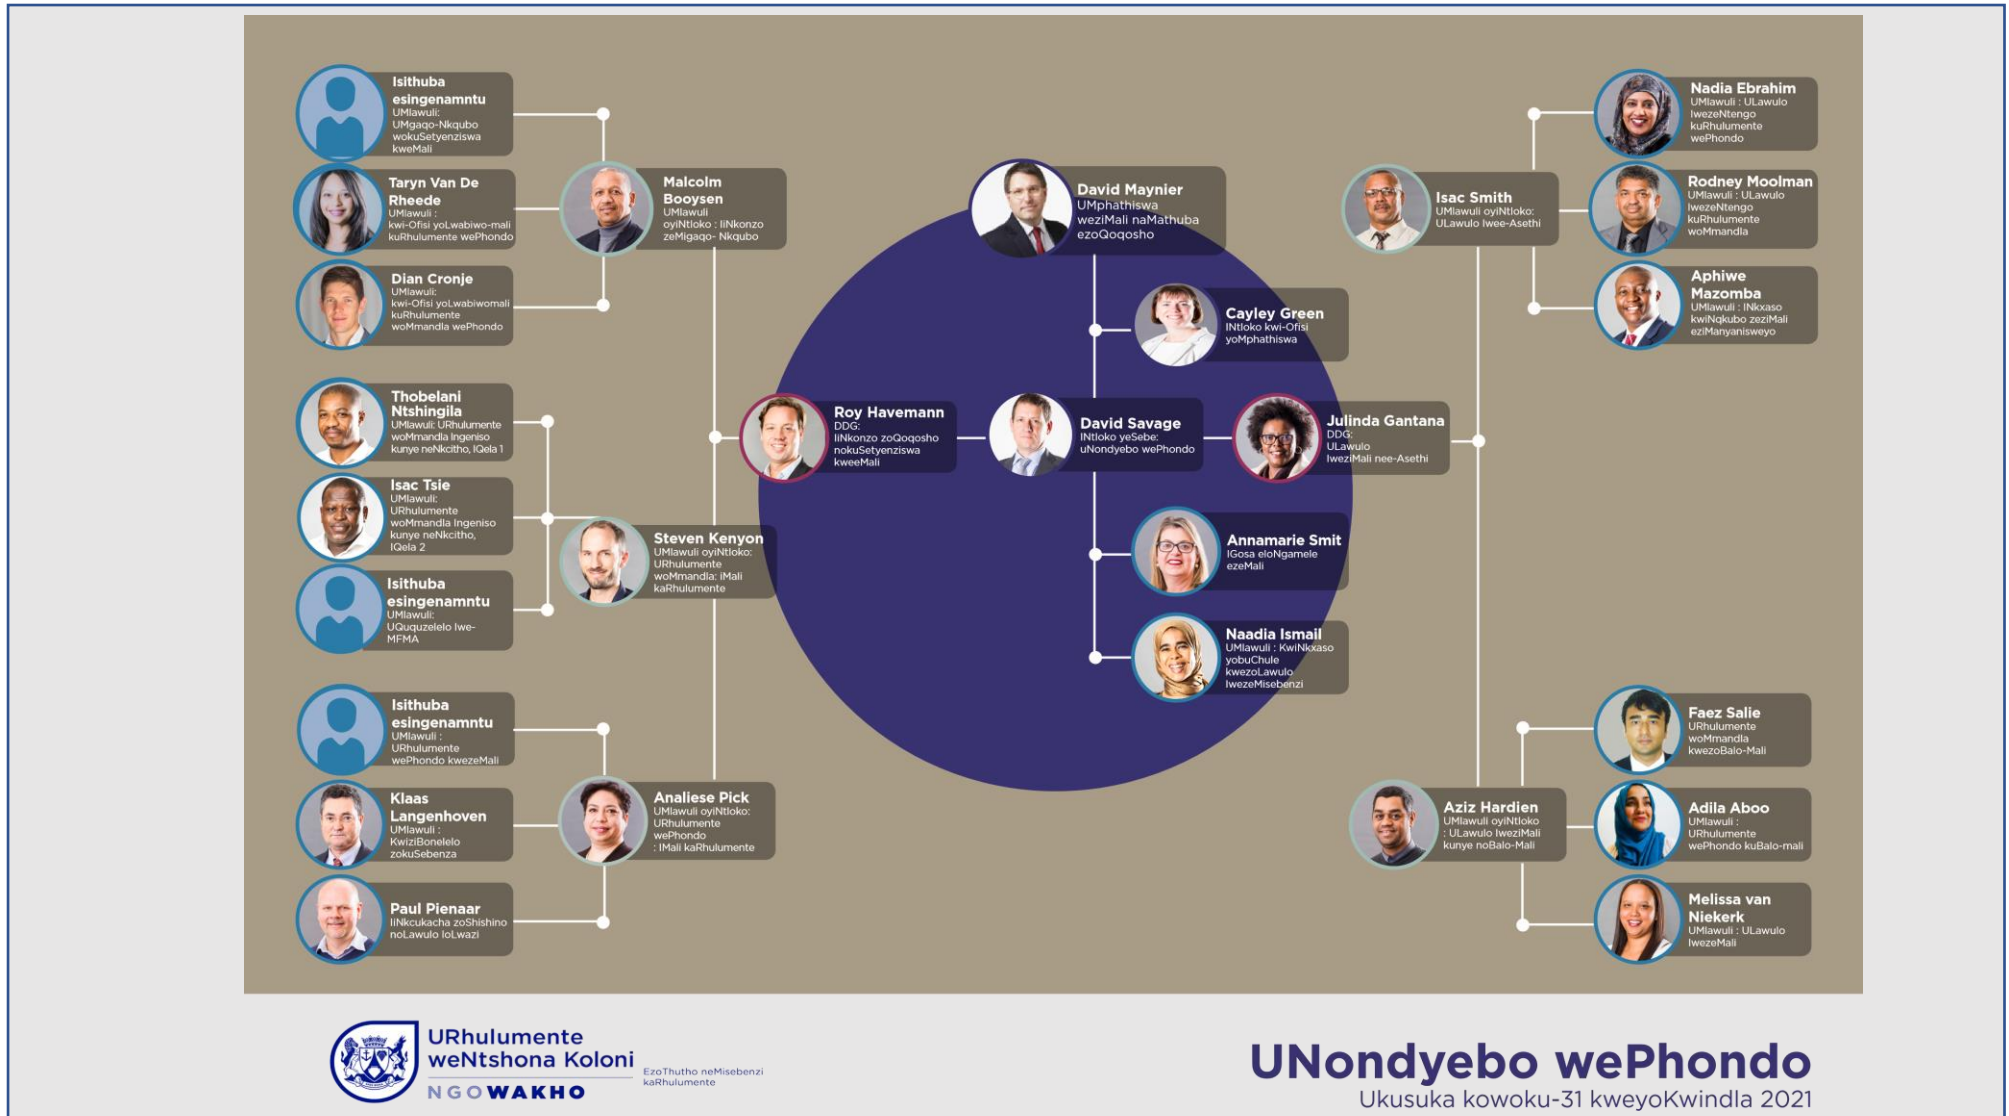 Isithuba
esingenamntu
UMlawuli:
UMgaqo-Nkqubo
wokuSetyenziswa
kweMali
Taryn Van De
Rheede
UMlawuli :
kwi-Ofisi yoLwabiwo-mali
kuRhulumente wePhondo
Dian Cronje
UMlawuli:
kwi-Ofisi yoLwabiwomali
kuRhulumente
woMmandla wePhondo
Malcolm
Booysen
UMlawuli
oyiNtloko : IiNkonzo
zeMigaqo- Nkqubo
Thobelani
Ntshingila
UMlawuli: URhulumente
woMmandla Ingeniso
kunye neNkcitho, IQela 1
Isac Tsie
UMlawuli:
URhulumente
woMmandla Ingeniso
kunye neNkcitho,
IQela 2
Isithuba
esingenamntu
UMlawuli:
UQuquzelelo lwe-
MFMA
Steven Kenyon
UMlawuli oyiNtloko:
URhulumente
woMmandla: iMali
kaRhulumente
Isithuba
esingenamntu
UMlawuli :
URhulumente
wePhondo kwezeMali
Klaas
Langenhoven
UMlawuli :
KwiziBonelelo
zokuSebenza
Paul Pienaar
IiNkcukacha zoShishino
noLawulo loLwazi
Analiese Pick
UMlawuli oyiNtloko:
URhulumente
wePhondo
: IMali kaRhulumente
David Maynier
UMphathiswa
weziMali naMathuba
ezoQoqosho
Cayley Green
INtloko kwi-Ofisi
yoMphathiswa
Roy Havemann
DDG:
IiNkonzo zoQoqosho
nokuSetyenziswa
kweeMali
David Savage
INtloko yeSebe:
uNondyebo wePhondo
Julinda Gantana
DDG:
ULawulo
lweziMali nee-Asethi
Annamarie Smit
IGosa eloNgamele
ezeMali
Naadia Ismail
UMlawuli : KwiNkxaso
yobuChule
kwezoLawulo
lwezeMisebenzi
Isac Smith
UMlawuli oyiNtloko:
ULawulo lwee-Asethi
Nadia Ebrahim
UMlawuli : ULawulo
lwezeNtengo
kuRhulumente
wePhondo
Rodney Moolman
UMlawuli : ULawulo
lwezeNtengo
kuRhulumente
woMmandla
Aphiwe
Mazomba
UMlawuli : INkxaso
kwiNqkubo zeziMali
eziManyanisweyo
Aziz Hardien
UMlawuli oyiNtloko
: ULawulo lweziMali
kunye noBalo-Mali
Faez Salie
URhulumente
woMmandla
kwezoBalo-Mali
Adila Aboo
UMlawuli :
URhulumente
wePhondo kuBalo-mali
Melissa van
Niekerk
UMlawuli : ULawulo
lwezeMali
URhulumente
weNtshona Koloni
NGOWAKHO
EzoThutho neMisebenzi
kaRhulumente
UNondyebo wePhondo
Ukusuka kowoku-31 kweyoKwindla 2021